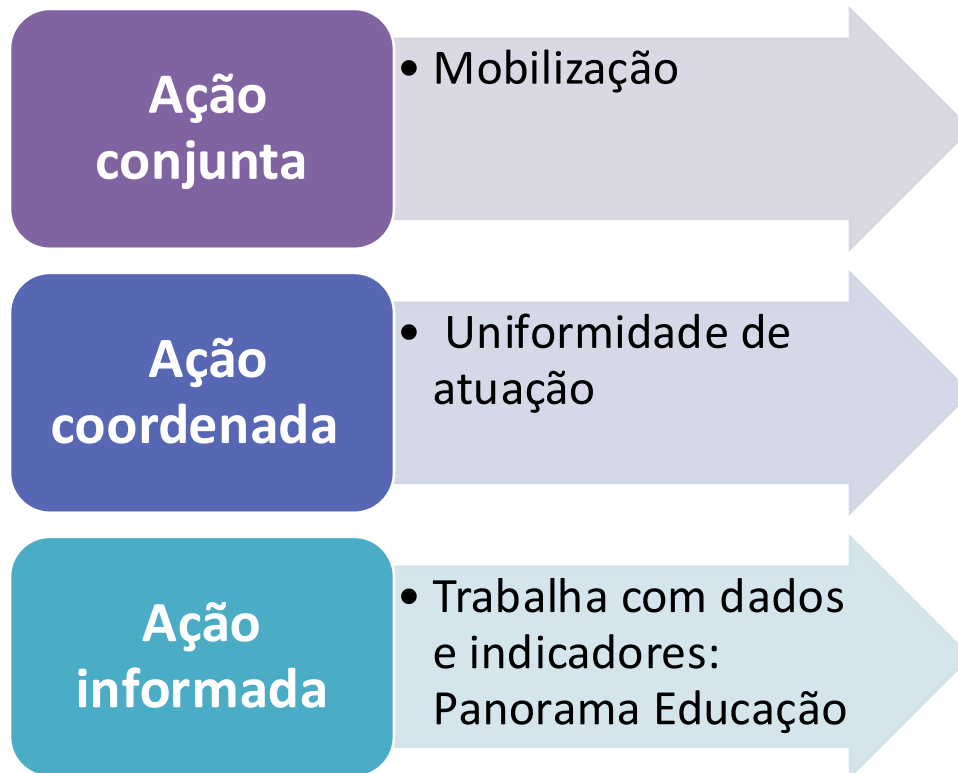 Ação
conjunta
• Mobilização
Ação
coordenada
• Uniformidade de
atuação
Ação
informada
• Trabalha com dados
e indicadores:
Panorama Educação